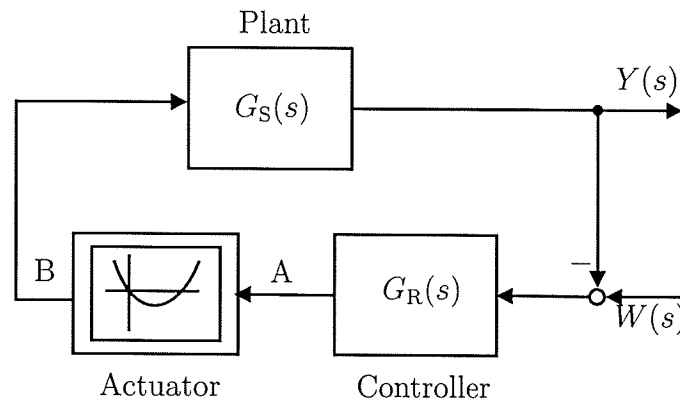 Plant
G_S(s)
Y(s)
B
A
G_R(s)
−
W(s)
Actuator
Controller